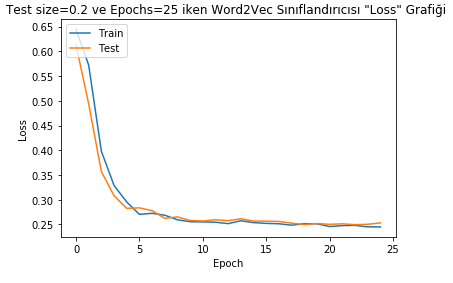 Test size=0.2 ve Epochs=25 iken Word2Vec Sınıflandırıcısı "Loss" Grafiği
Train
Test
0.65
0.60
0.55
0.50
0.45
0.40
0.35
0.30
0.25
Loss
0 5 10 15 20 25
Epoch